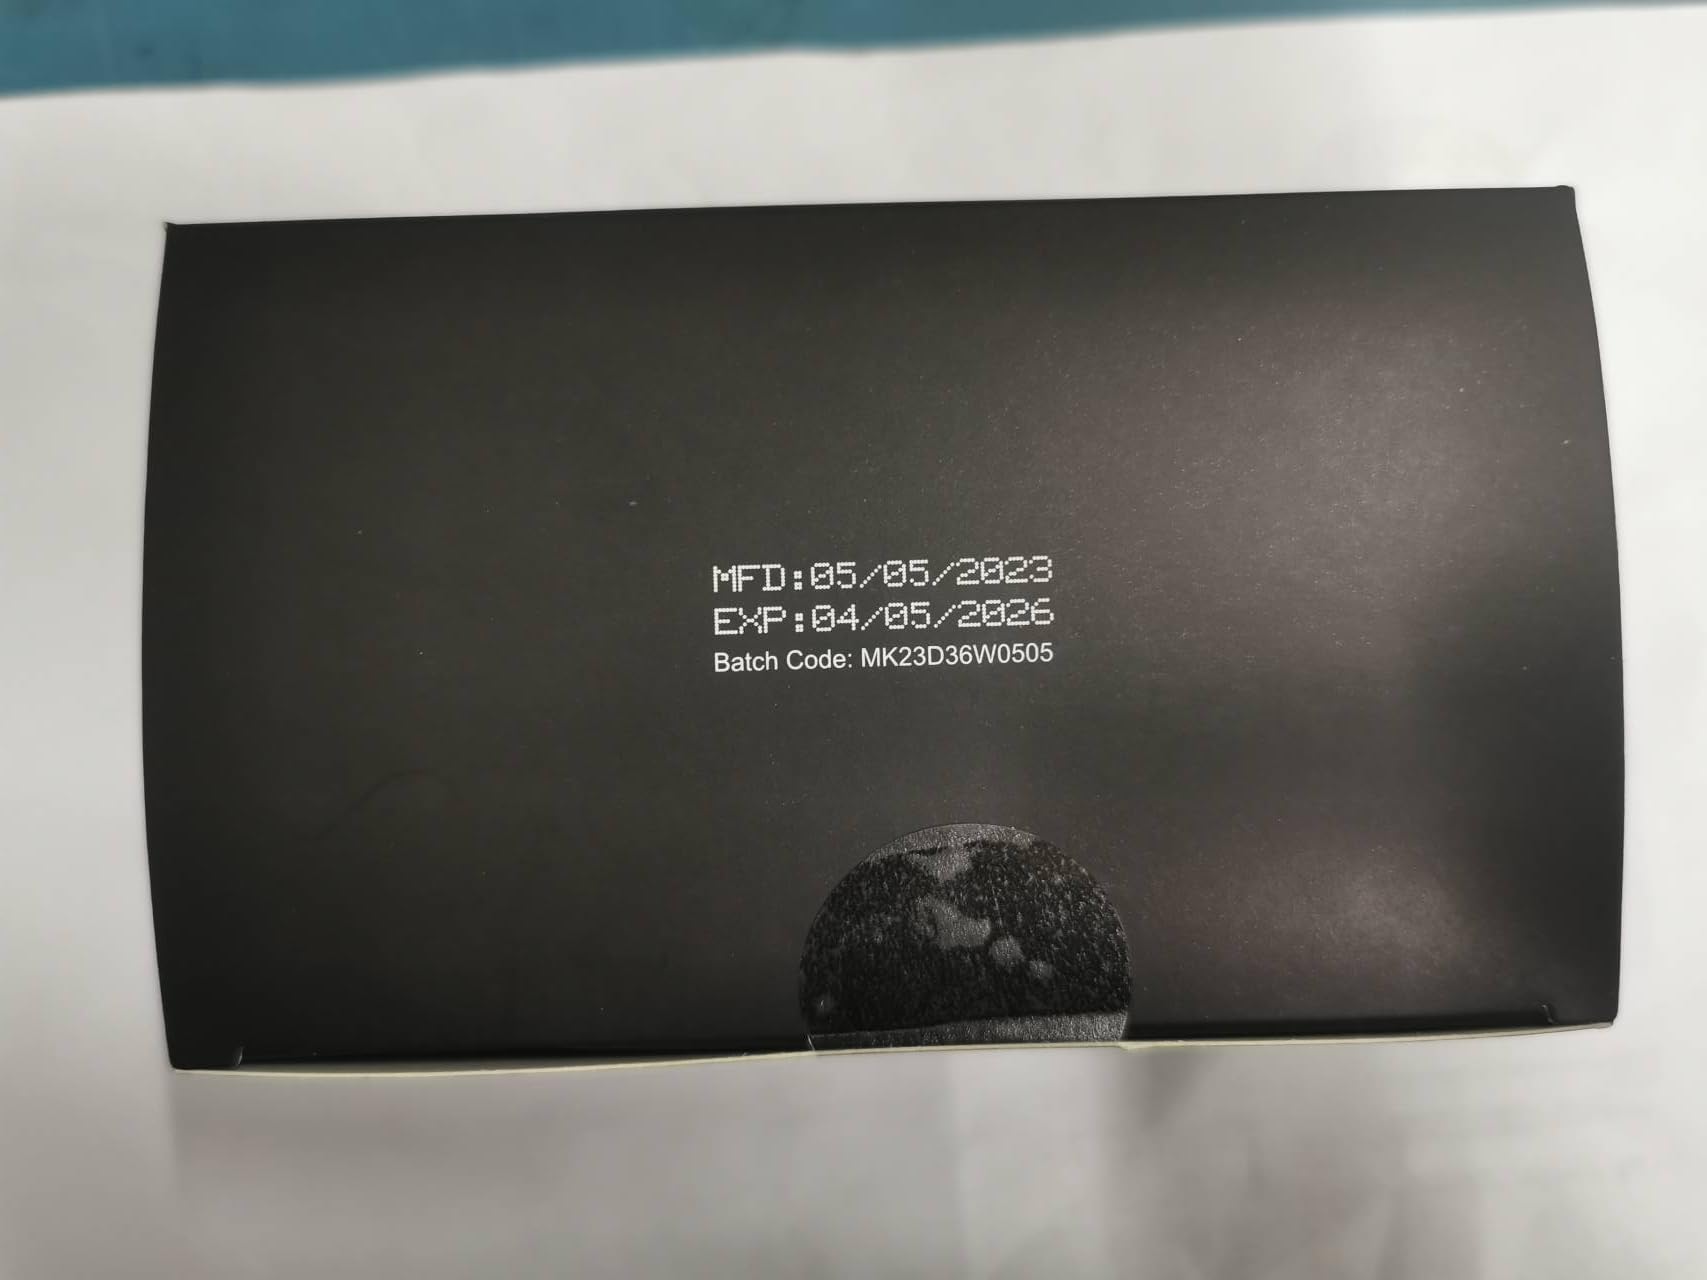 MFD:05/05/2023
EXP:04/05/2026
Batch Code: MK23D36W0505